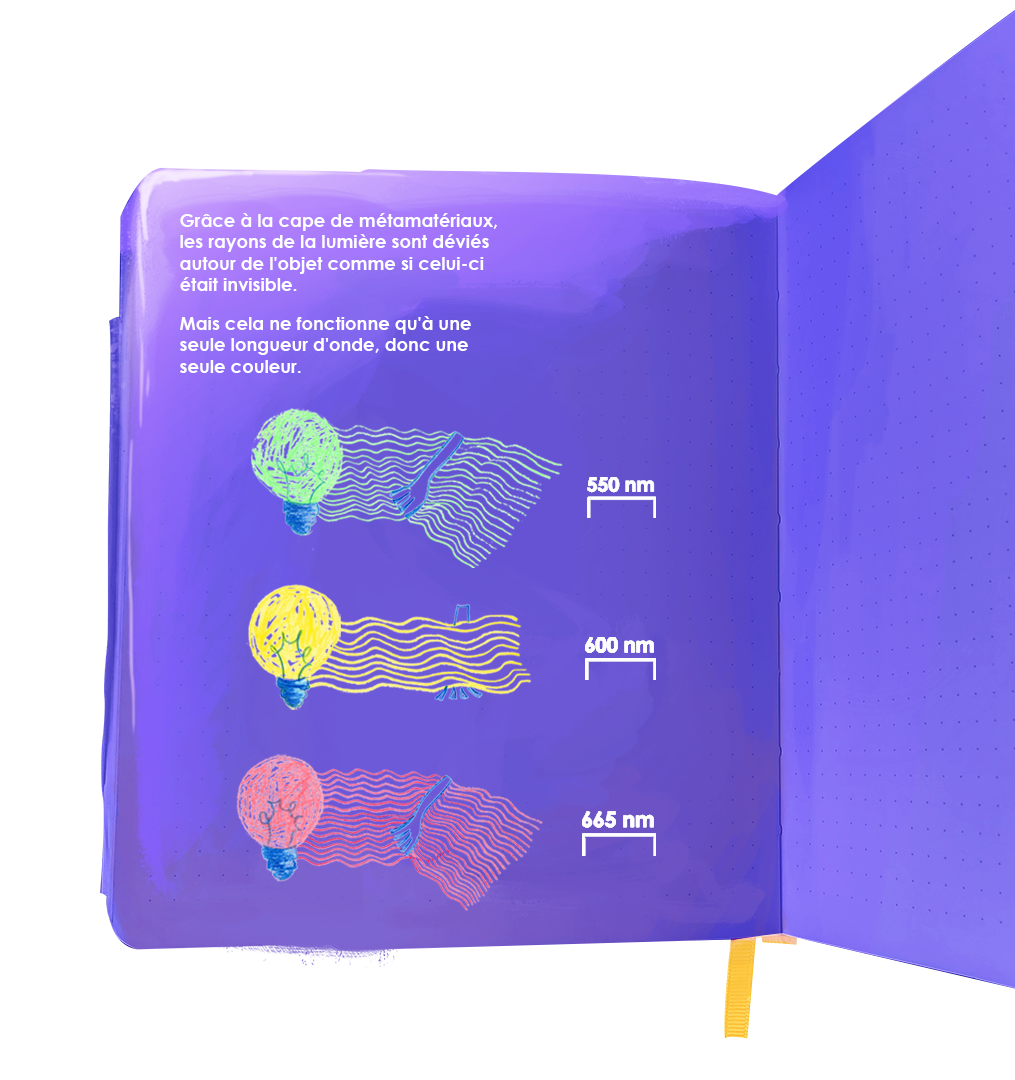 Grâce à la cape de métamatériaux,
les rayons de la lumière sont déviés
autour de l'objet comme si celui-ci
était invisible.
Mais cela ne fonctionne qu'à une
seule longueur d'onde, donc une
seule couleur.
550 nm
600 nm
665 nm